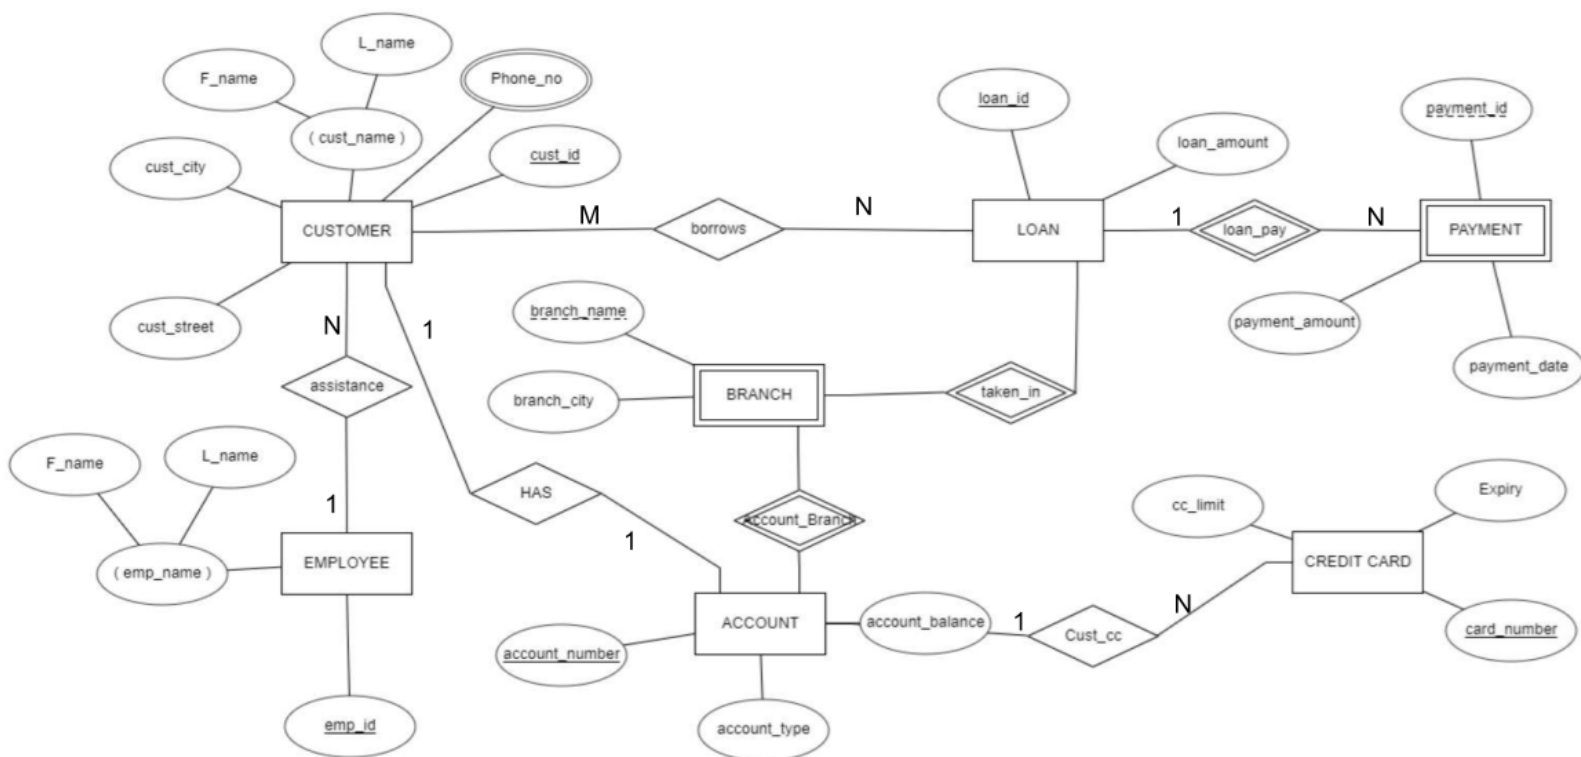 L_name
F_name
Phone_no
( cust_name )
cust_city
cust_id
CUSTOMER
cust_street
M
borrows
N
loan_id
loan_amount
LOAN
1
loan_pay
N
payment_id
PAYMENT
payment_amount
payment_date
N
assistance
1
1
HAS
1
branch_name
branch_city
BRANCH
taken_in
Account_Branch
F_name
L_name
( emp_name )
EMPLOYEE
emp_id
ACCOUNT
account_number
account_type
account_balance
1
Cust_cc
N
cc_limit
Expiry
CREDIT CARD
card_number